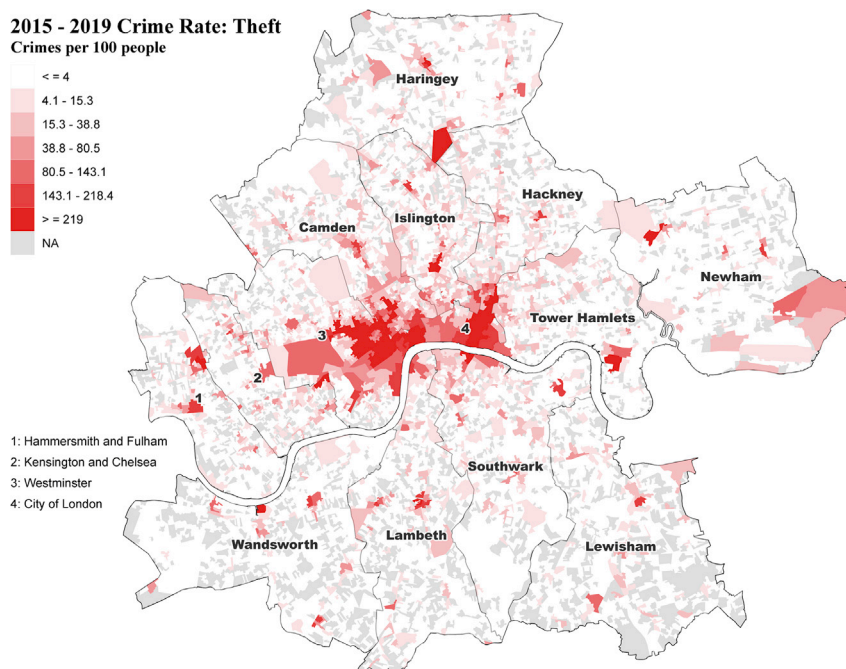 2015 - 2019 Crime Rate: Theft
Crimes per 100 people
< = 4
4.1 - 15.3
15.3 - 38.8
38.8 - 80.5
80.5 - 143.1
143.1 - 218.4
> = 219
NA
Haringey
Hackney
Islington
Camden
Newham
Tower Hamlets
3
4
2
1
1: Hammersmith and Fulham
2: Kensington and Chelsea
3: Westminster
4: City of London
Southwark
Lambeth
Wandsworth
Lewisham